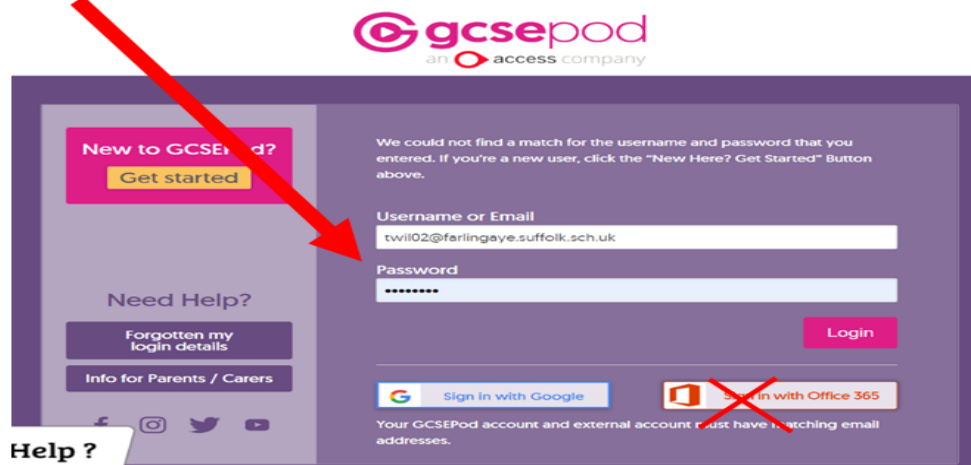 gcsepod
an access company
New to GCSEPod?
Get started
We could not find a match for the username and password that you
entered. If you're a new user, click the "New Here? Get Started" Button
above.
Username or Email
twil02@farlingaye.suffolk.sch.uk
Password
••••••••
Login
Need Help?
Forgotten my
login details
Info for Parents / Carers
Sign in with Google
Sign in with Office 365
Your GCSEPod account and external account must have matching email
addresses.
Help ?